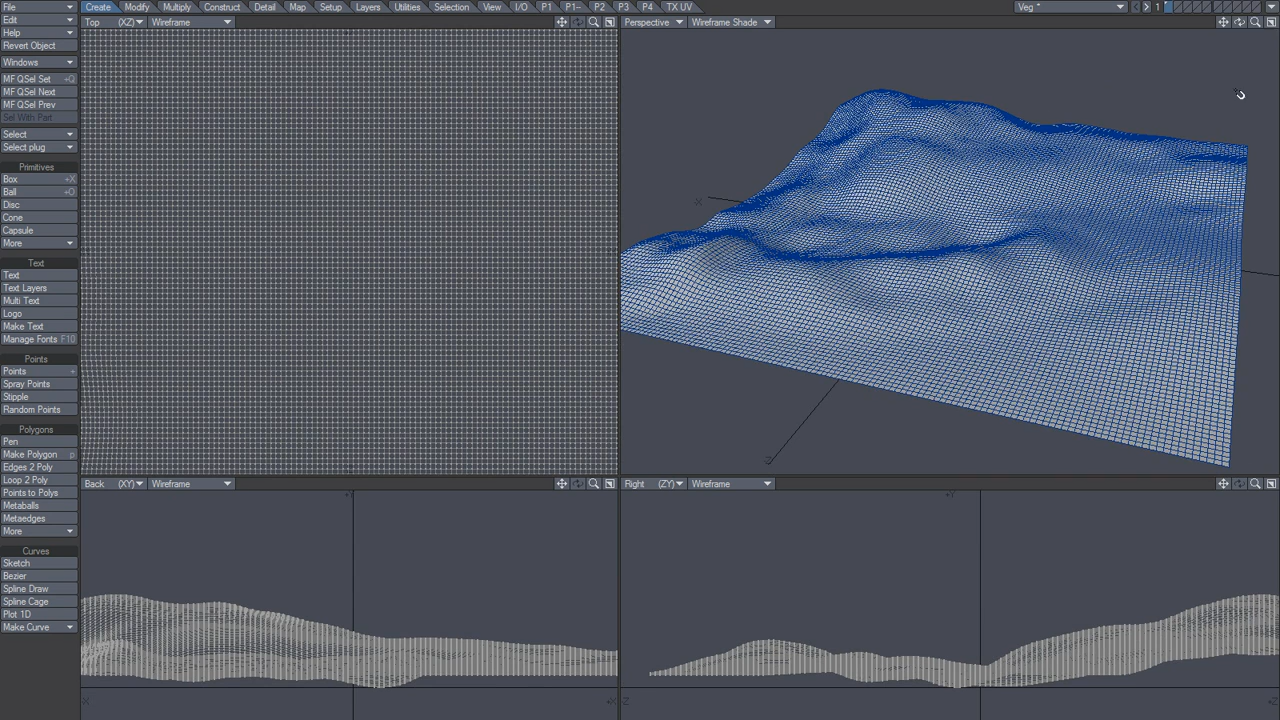 File Create Modify Multiply Construct Detail Map Setup Layers Utilities Selection View I/O P1 P1-- P2 P3 P4 TX UV Veg * 1
Edit
Top (XZ) Wireframe
Perspective Wireframe Shade
Help
Revert Object
Windows
MF QSel Set +Q
MF QSel Next
MF QSel Prev
Sel With Part
Select
Select plug
Primitives
Box +X
Ball +O
Disc
Cone
Capsule
More
Text
Text
Text Layers
Multi Text
Logo
Make Text
Manage Fonts F10
Points
Points +
Spray Points
Stipple
Random Points
Polygons
Pen
Make Polygon p
Edges 2 Poly
Loop 2 Poly
Points to Polys
Metaballs
Metaedges
More
Curves
Sketch
Bezier
Spline Draw
Spline Cage
Plot 1D
Make Curve
-X
Back (XY) Wireframe
Right (ZY) Wireframe
+Y
+Y
-X